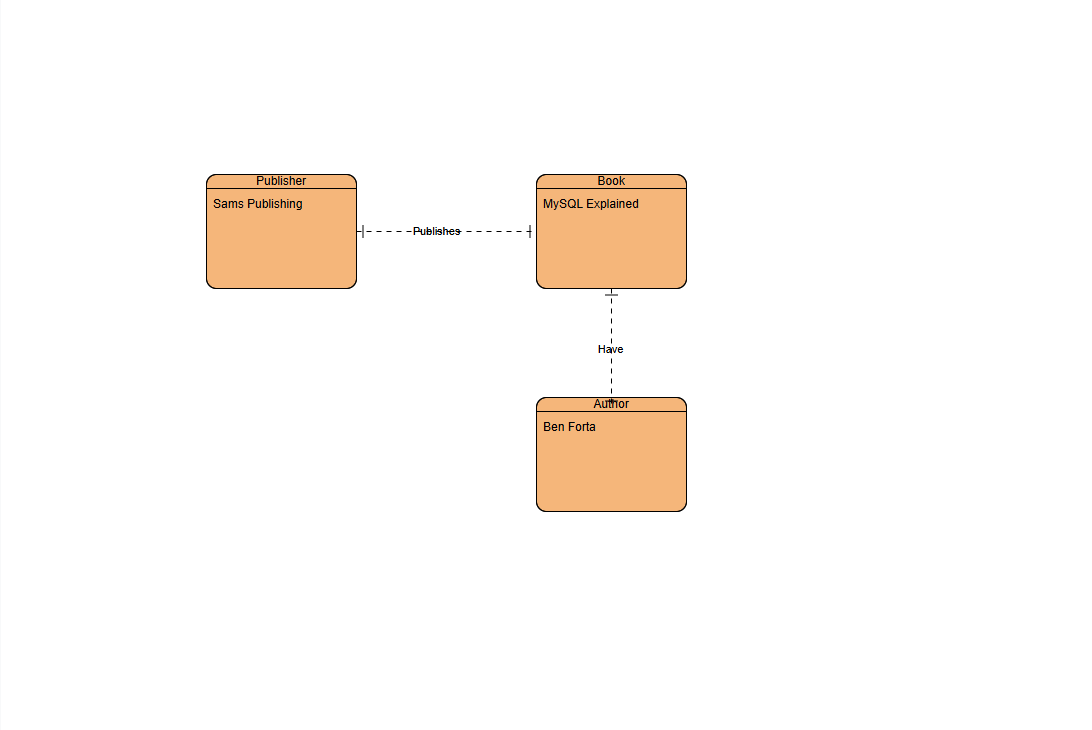 Publisher
Sams Publishing
Publishes
Book
MySQL Explained
Have
Author
Ben Forta